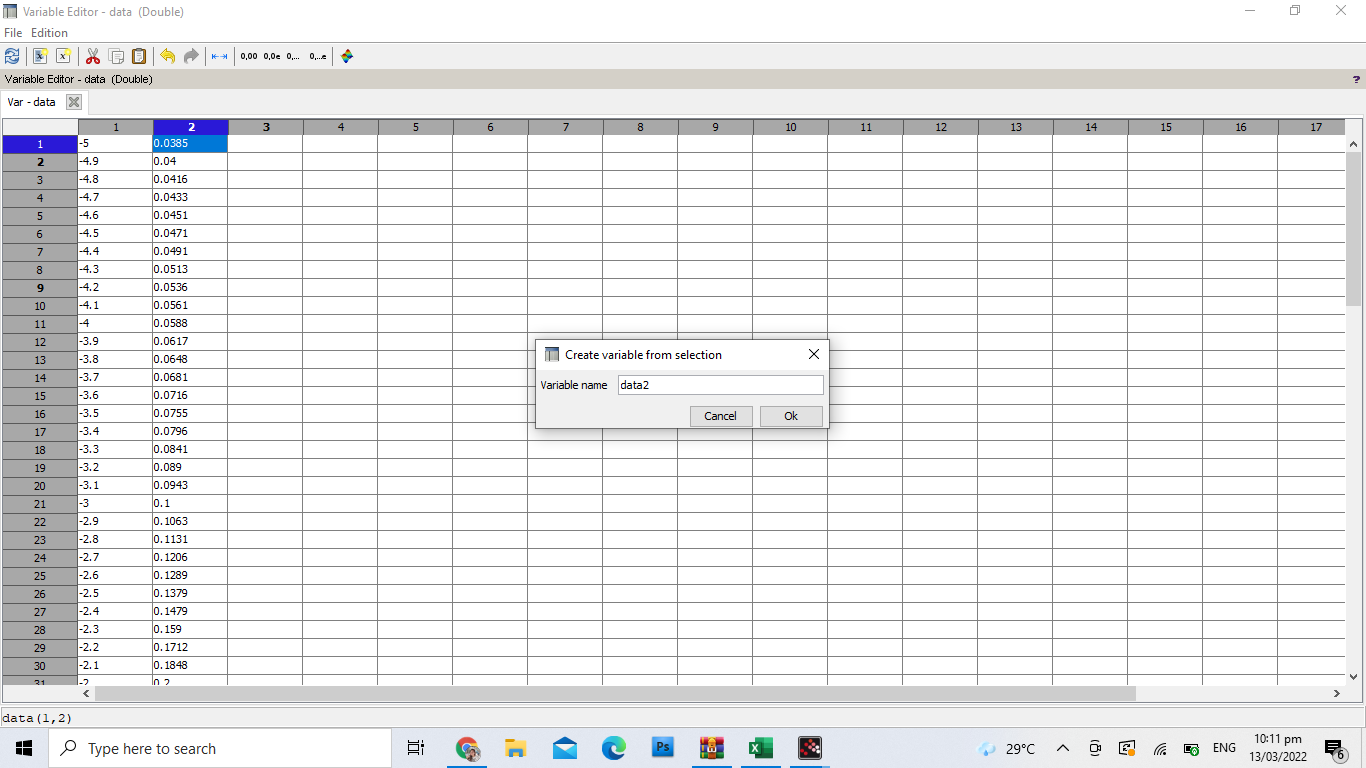 Variable Editor - data (Double)
File Edition
0,00 0,0e 0,... 0,...e
Variable Editor - data (Double) ?
Var - data
1 2 3 4 5 6 7 8 9 10 11 12 13 14 15 16 17
1 -5 0.0385
2 -4.9 0.04
3 -4.8 0.0416
4 -4.7 0.0433
5 -4.6 0.0451
6 -4.5 0.0471
7 -4.4 0.0491
8 -4.3 0.0513
9 -4.2 0.0536
10 -4.1 0.0561
11 -4 0.0588
12 -3.9 0.0617
13 -3.8 0.0648
14 -3.7 0.0681
15 -3.6 0.0716
16 -3.5 0.0755
17 -3.4 0.0796
18 -3.3 0.0841
19 -3.2 0.089
20 -3.1 0.0943
21 -3 0.1
22 -2.9 0.1063
23 -2.8 0.1131
24 -2.7 0.1206
25 -2.6 0.1289
26 -2.5 0.1379
27 -2.4 0.1479
28 -2.3 0.159
29 -2.2 0.1712
30 -2.1 0.1848
31 -2 0.2
Create variable from selection
Variable name data2
Cancel Ok
data(1,2)
Type here to search
Ps
29°C
ENG
10:11 pm
13/03/2022
6